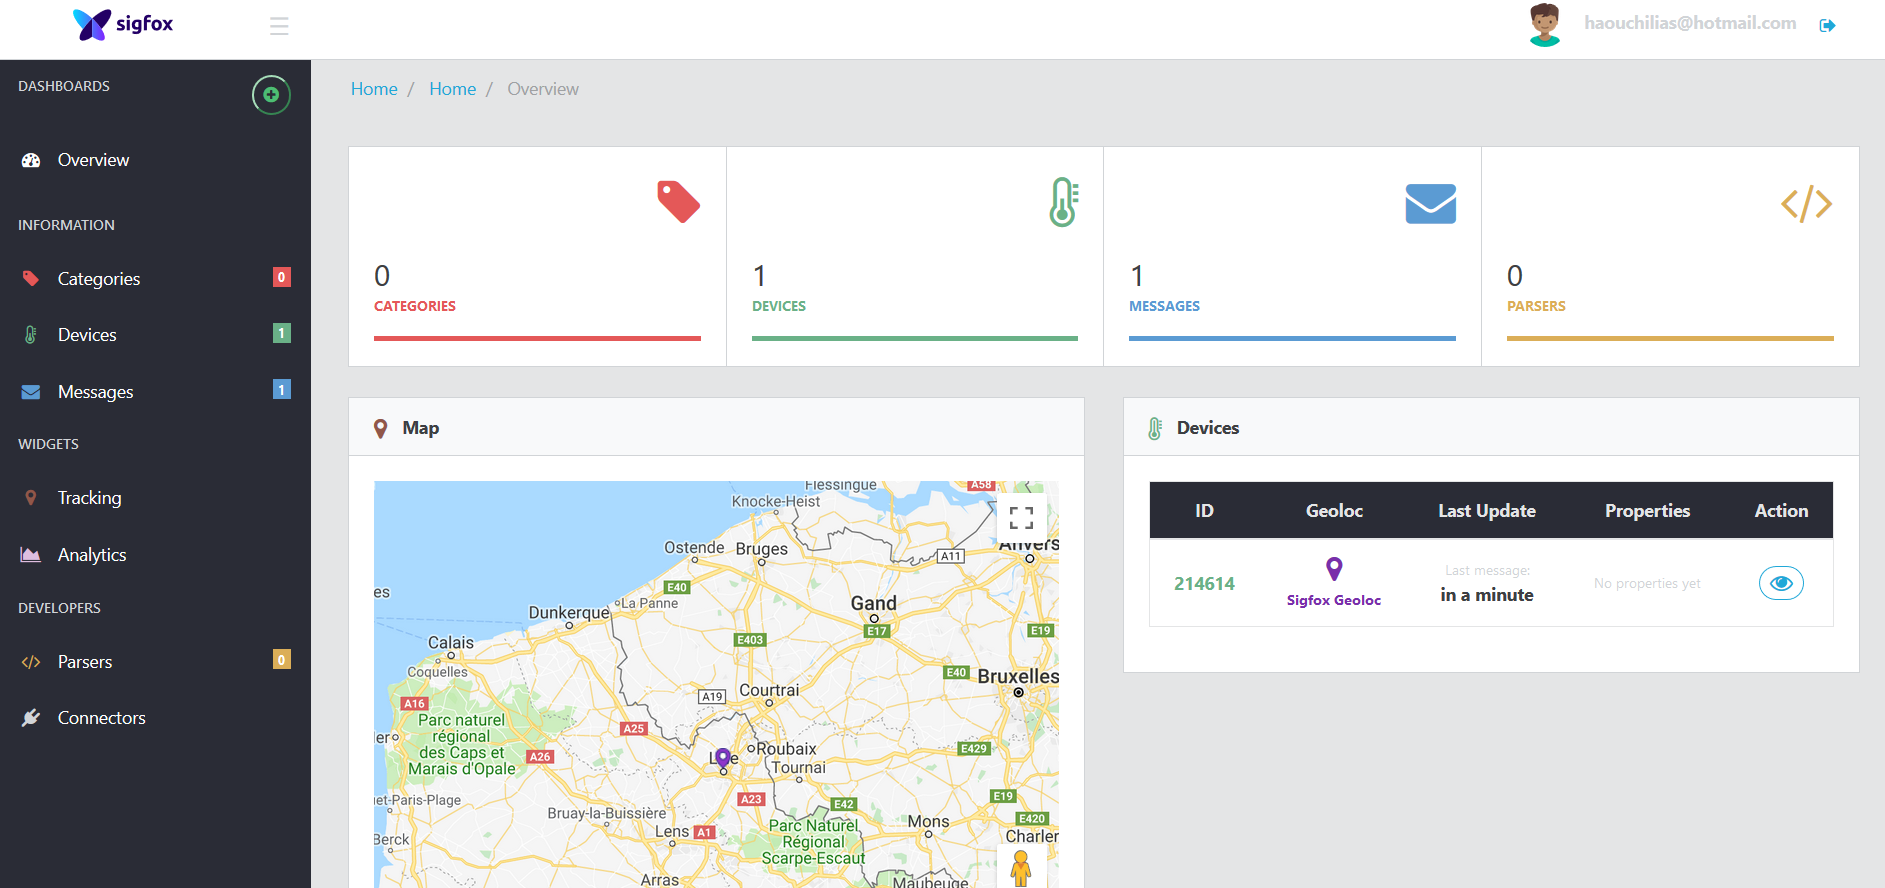 sigfox
haouchilias@hotmail.com
DASHBOARDS
Overview
INFORMATION
Categories 0
Devices 1
Messages 1
WIDGETS
Tracking
Analytics
DEVELOPERS
Parsers 0
Connectors
Home / Home / Overview
0
CATEGORIES
1
DEVICES
1
MESSAGES
0
PARSERS
Map
Flessingue
A58
Knocke-Heist
Ostende
Bruges
A11
Anvers
es
E40
La Panne
Dunkerque
Gand
E17
E19
E403
Calais
Coquelles
E40
Bruxelles
A19
Courtrai
A16
Parc naturel
régional
des Caps et
Marais d'Opale
ler
A25
A26
Roubaix
E429
Tournai
uet-Paris-Plage
A23
E42
E19
Bruay-la-Buissière
E420
Mons
Lens
A1
Parc Naturel
Régional
Scarpe-Escaut
Charler
Berck
Arras
Maubeuge
Devices
ID Geoloc Last Update Properties Action
214614
Sigfox Geoloc
Last message:
in a minute
No properties yet